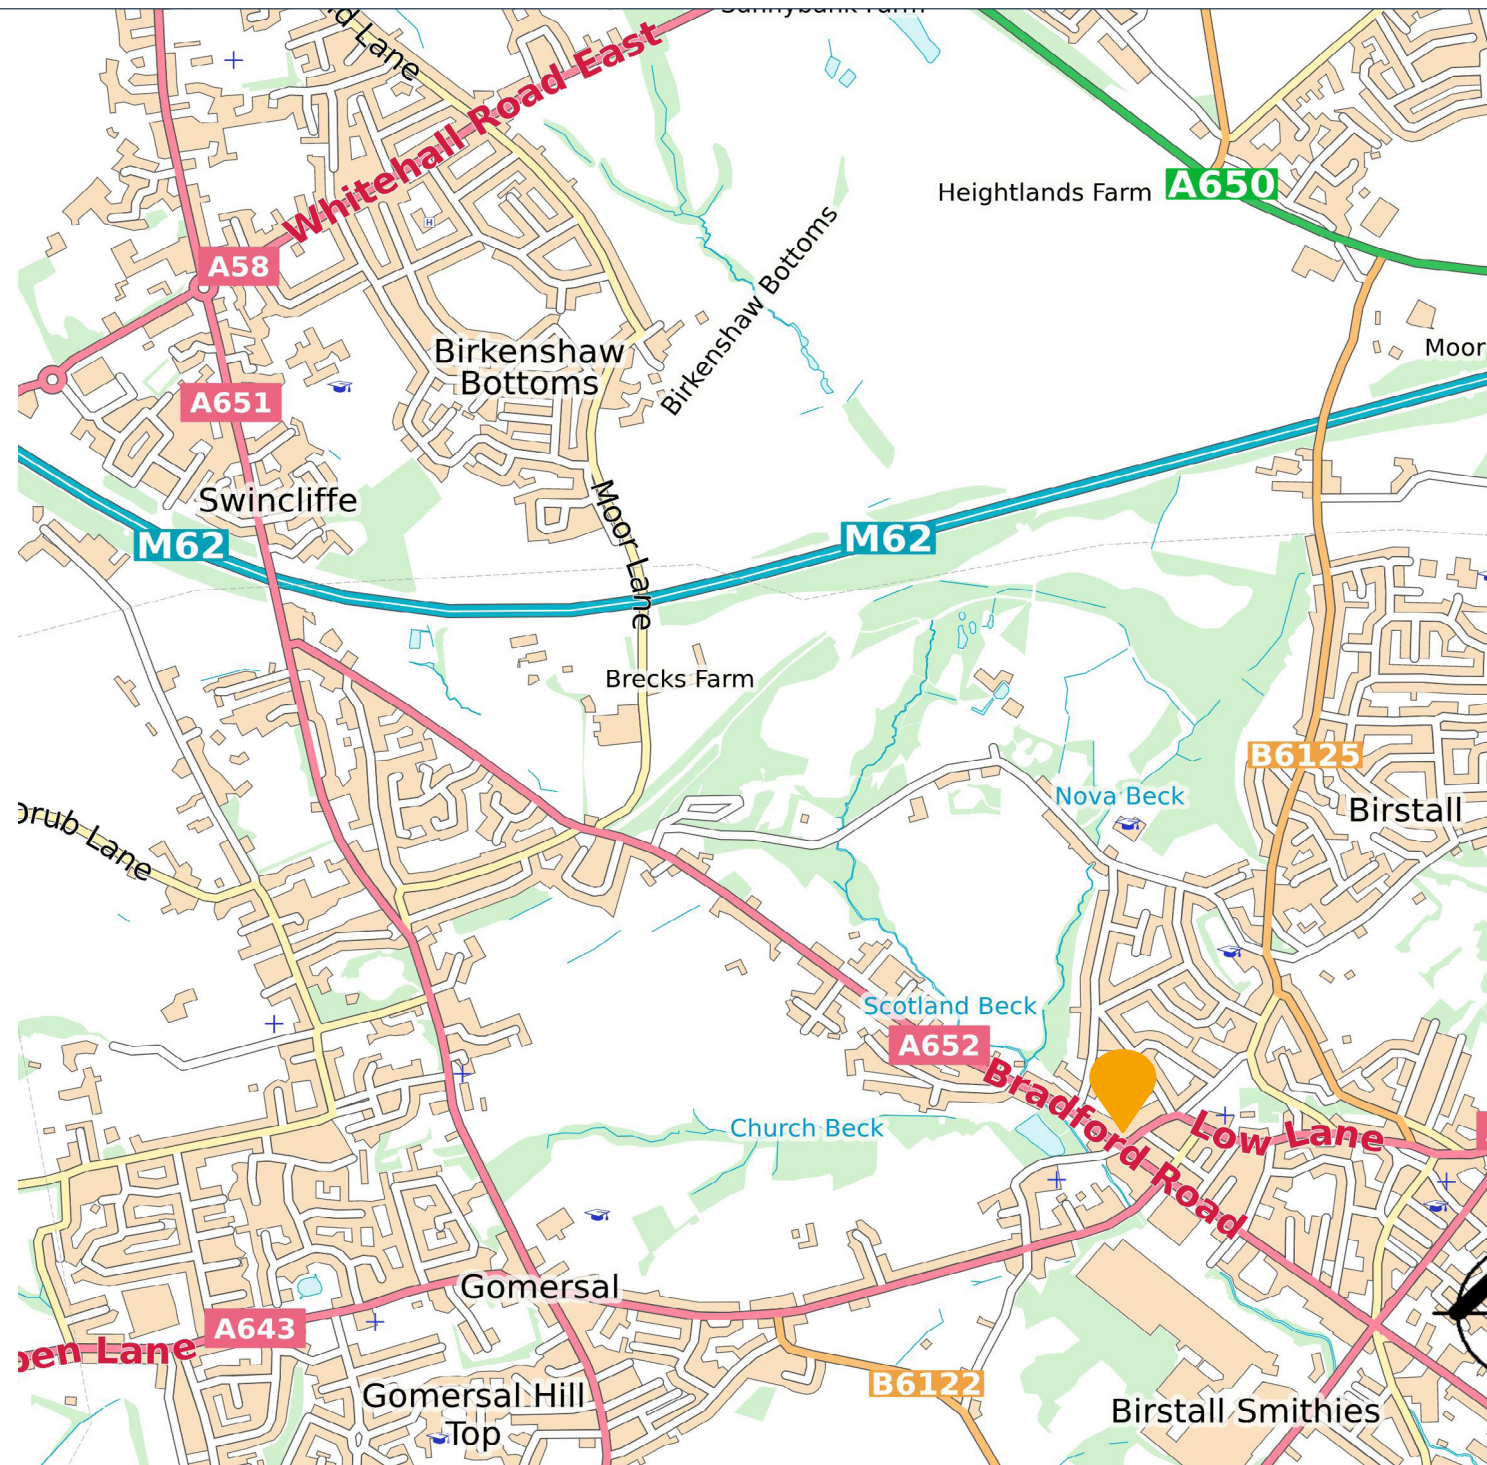 Whitehall Road East
Heightlands Farm
A650
A58
Birkenshaw Bottoms
Birkenshaw
Bottoms
Moor
A651
Swincliffe
M62
M62
Moor Lane
Brecks Farm
B6125
Nova Beck
Birstall
Scotland Beck
A652
Bradford Road
Low Lane
Church Beck
Gomersal
A643
B6122
Gomersal Hill
Top
Birstall Smithies
Lane
Lane
Lane
H